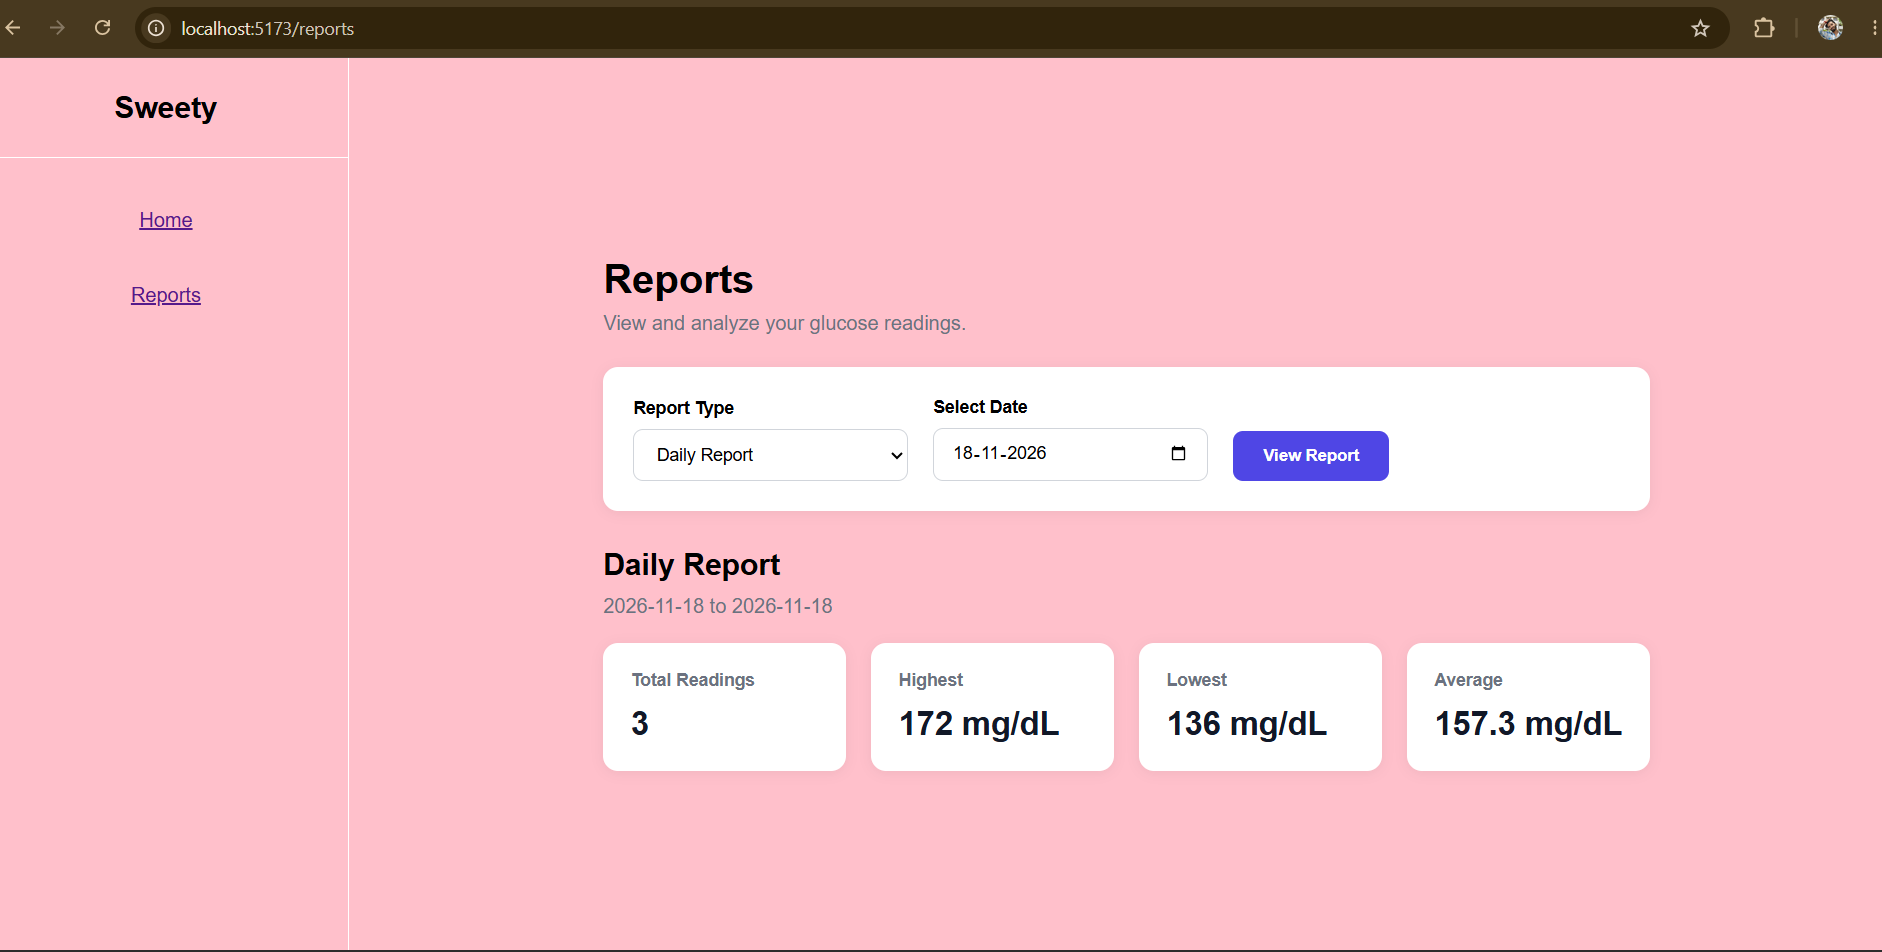 localhost:5173/reports
Sweety
Home
Reports
Reports
View and analyze your glucose readings.
Report Type
Select Date
Daily Report
18-11-2026
View Report
Daily Report
2026-11-18 to 2026-11-18
Total Readings
3
Highest
172 mg/dL
Lowest
136 mg/dL
Average
157.3 mg/dL